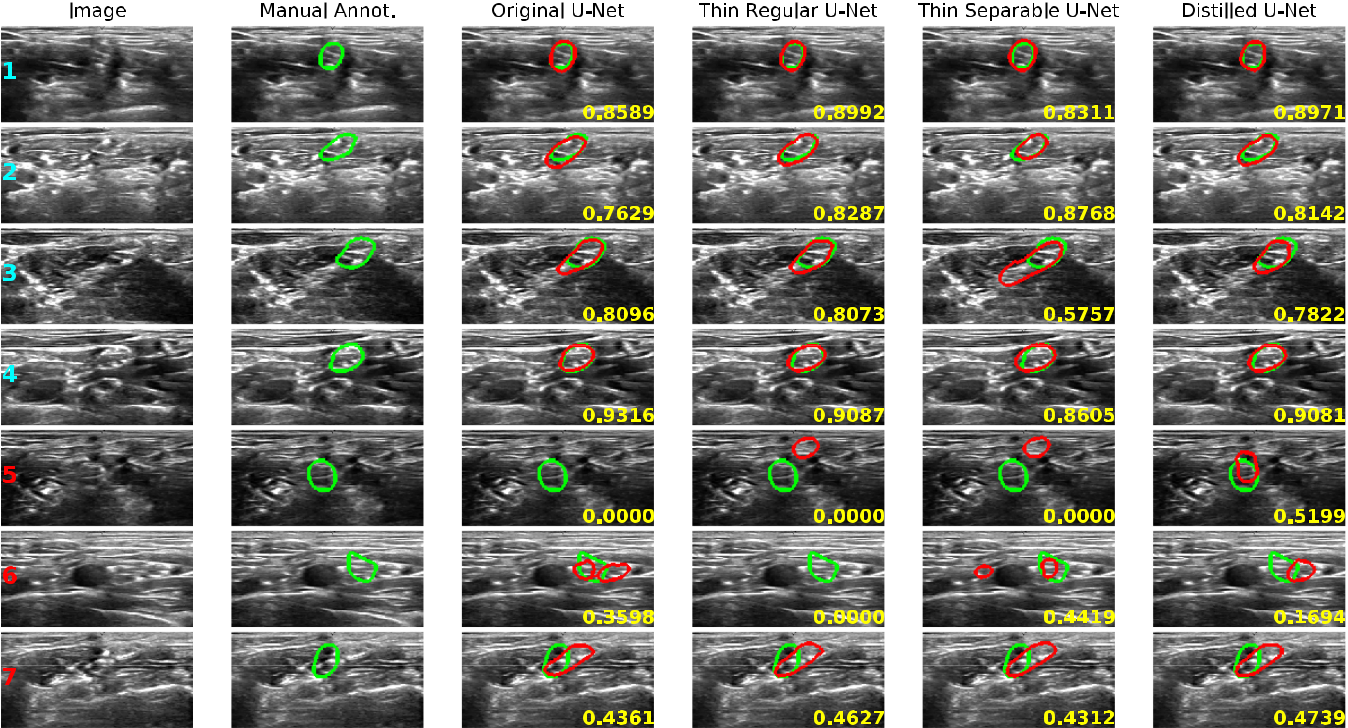 Image Manual Annot. Original U-Net Thin Regular U-Net Thin Separable U-Net Distilled U-Net
1 0.8589 0.8992 0.8311 0.8971
2 0.7629 0.8287 0.8768 0.8142
3 0.8096 0.8073 0.5757 0.7822
4 0.9316 0.9087 0.8605 0.9081
5 0.0000 0.0000 0.0000 0.5199
6 0.3598 0.0000 0.4419 0.1694
7 0.4361 0.4627 0.4312 0.4739